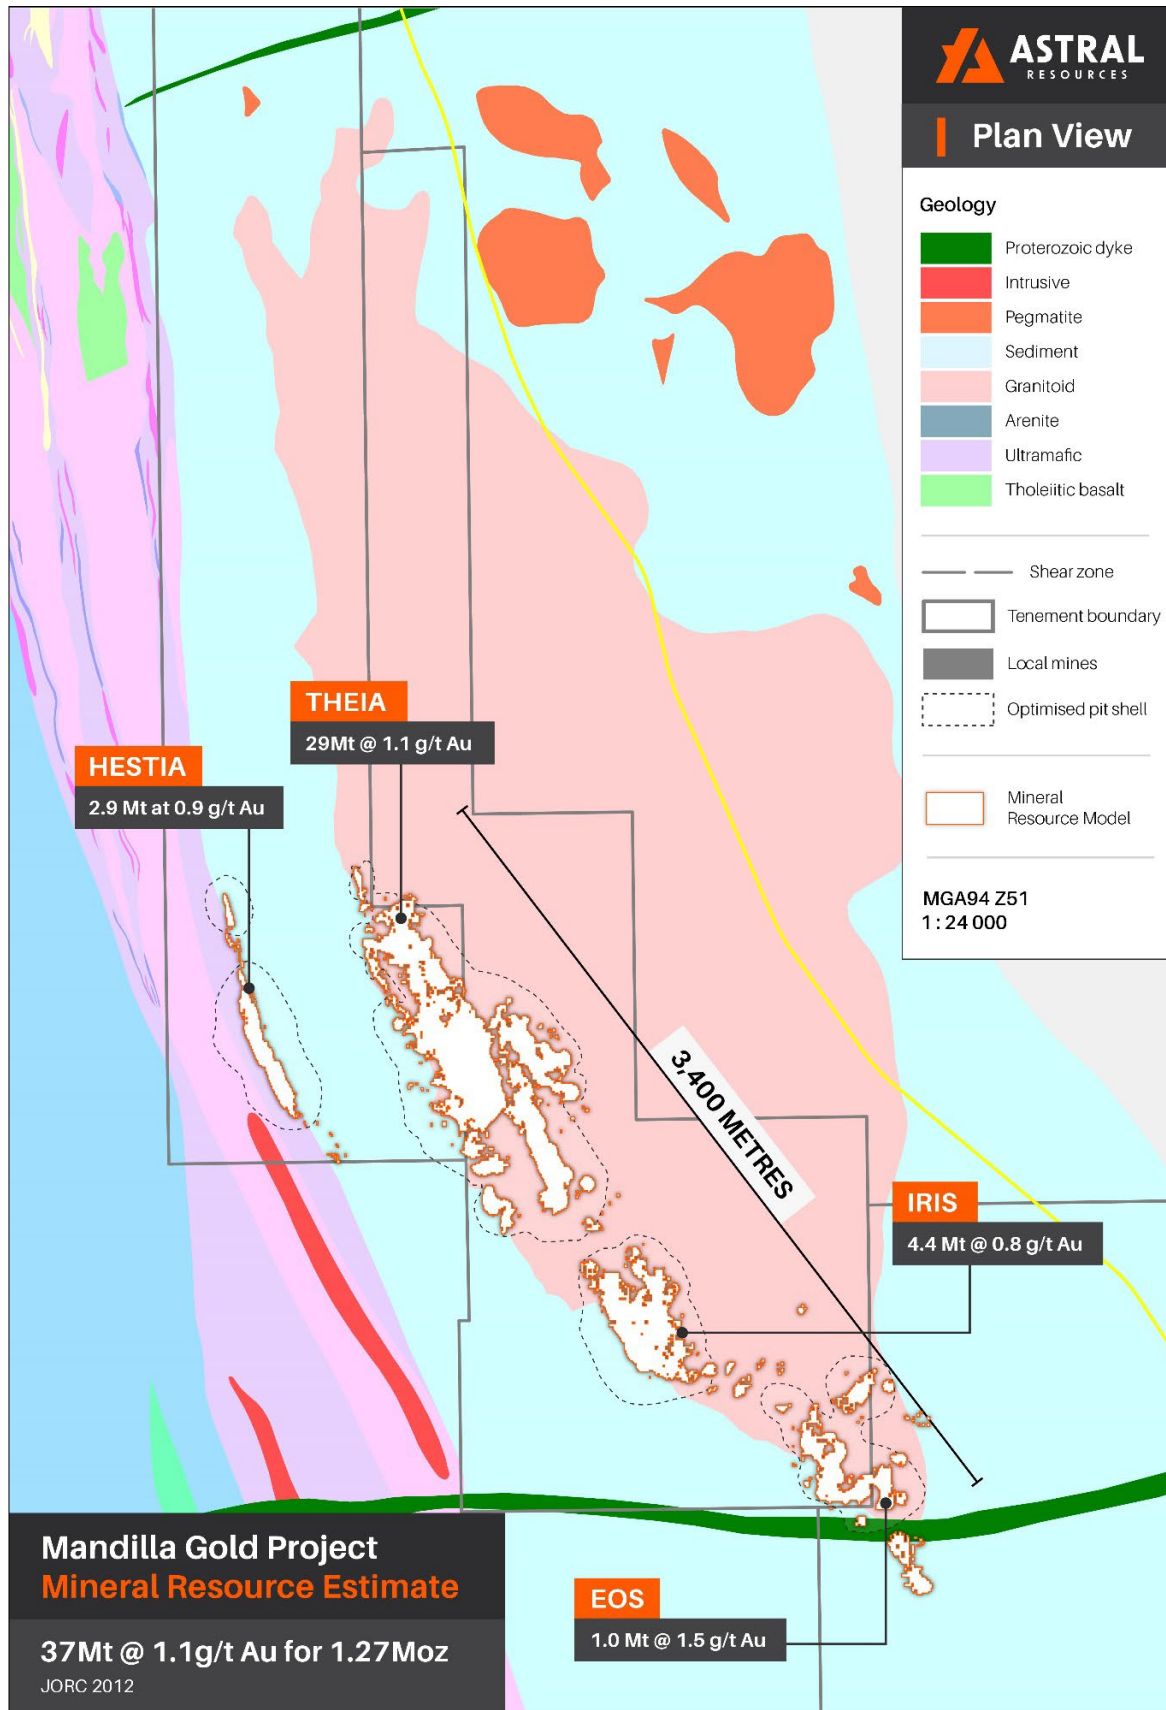 ASTRAL
RESOURCES
Plan View
Geology
Proterozoic dyke
Intrusive
Pegmatite
Sediment
Granitoid
Arenite
Ultramafic
Tholeiitic basalt
Shear zone
Tenement boundary
Local mines
Optimised pit shell
Mineral
Resource Model
MGA94 Z51
1 : 24 000
THEIA
29Mt @ 1.1 g/t Au
HESTIA
2.9 Mt at 0.9 g/t Au
3,400 METRES
IRIS
4.4 Mt @ 0.8 g/t Au
EOS
1.0 Mt @ 1.5 g/t Au
Mandilla Gold Project
Mineral Resource Estimate
37Mt @ 1.1g/t Au for 1.27Moz
JORC 2012